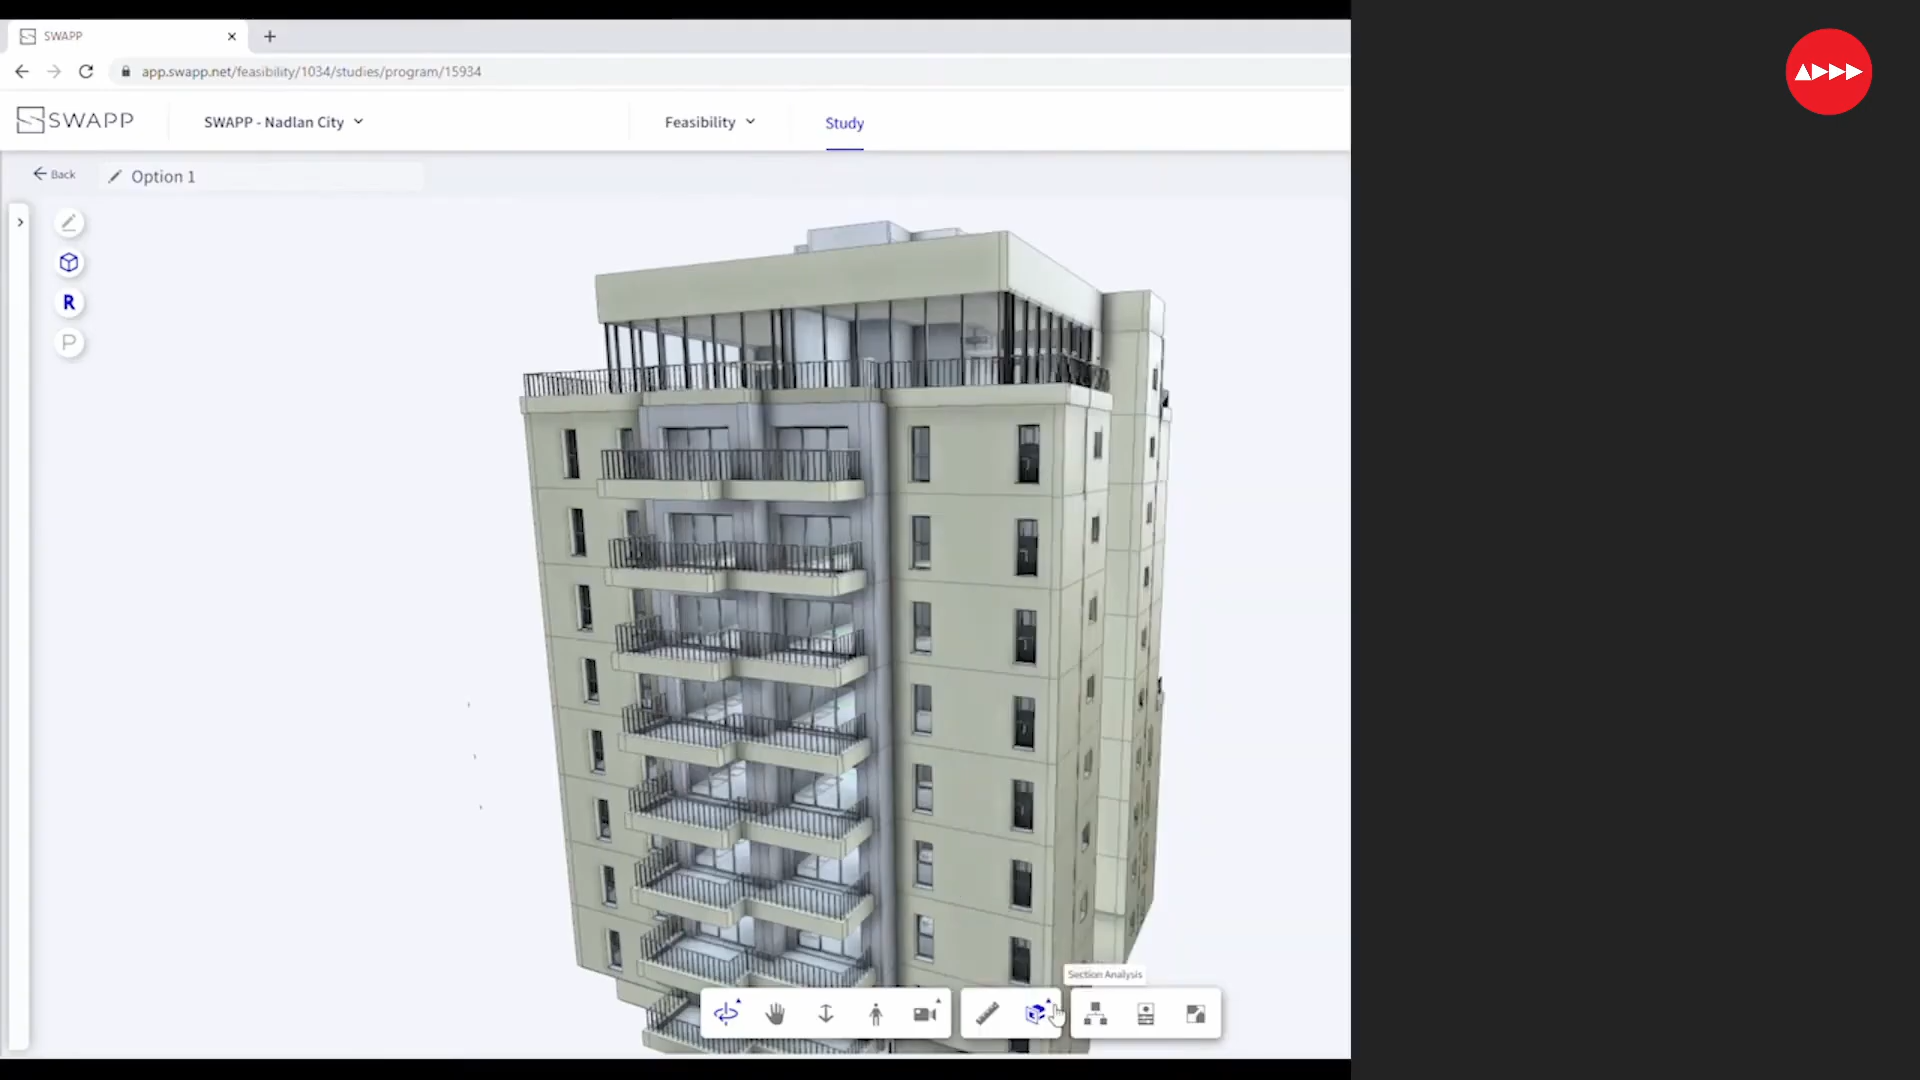 SWAPP
app.swapp.net/feasibility/1034/studies/program/15934
SWAPP
SWAPP - Nadlan City
Feasibility
Study
Back
Option 1
R
P
Section Analysis